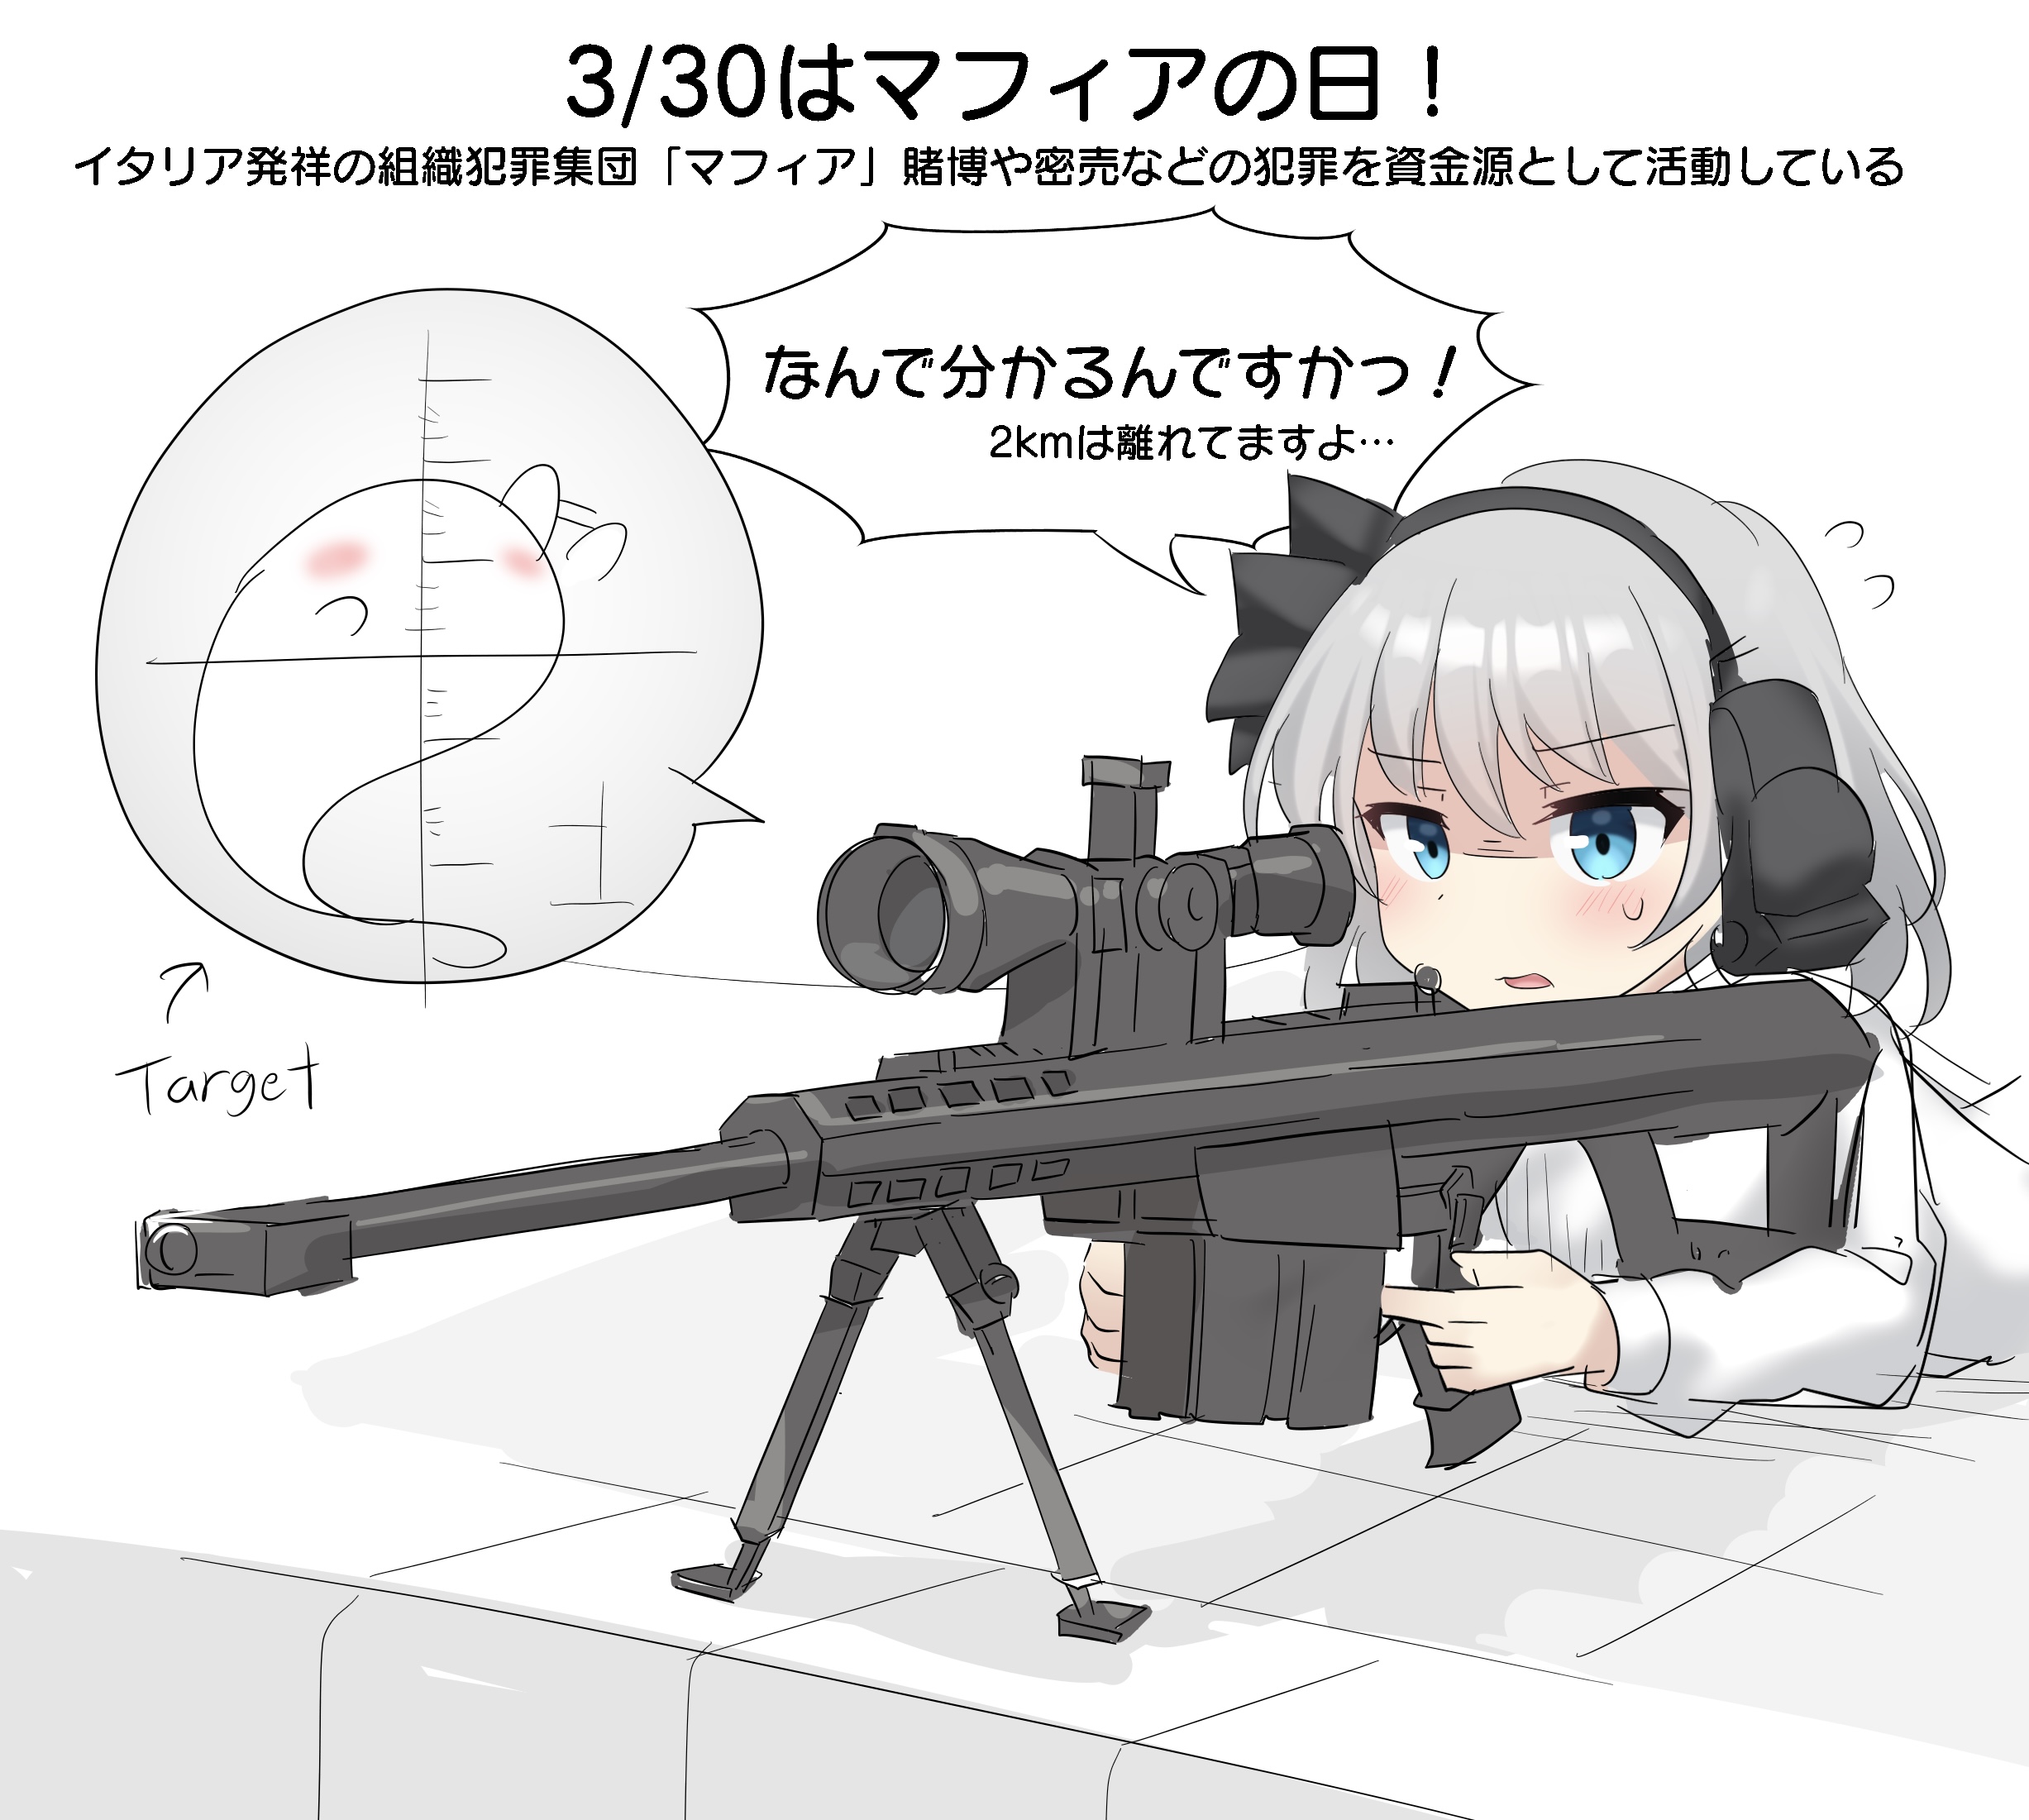 3/30はマフィアの日！
イタリア発祥の組織犯罪集団「マフィア」賭博や密売などの犯罪を資金源として活動している
なんで分かるんですかっ！
2kmは離れてますよ…
Target